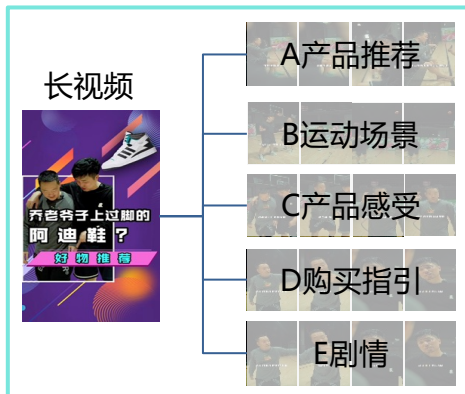 长视频
乔老爷子上过脚的
阿迪鞋？
好物推荐
A产品推荐
B运动场景
C产品感受
D购买指引
E剧情